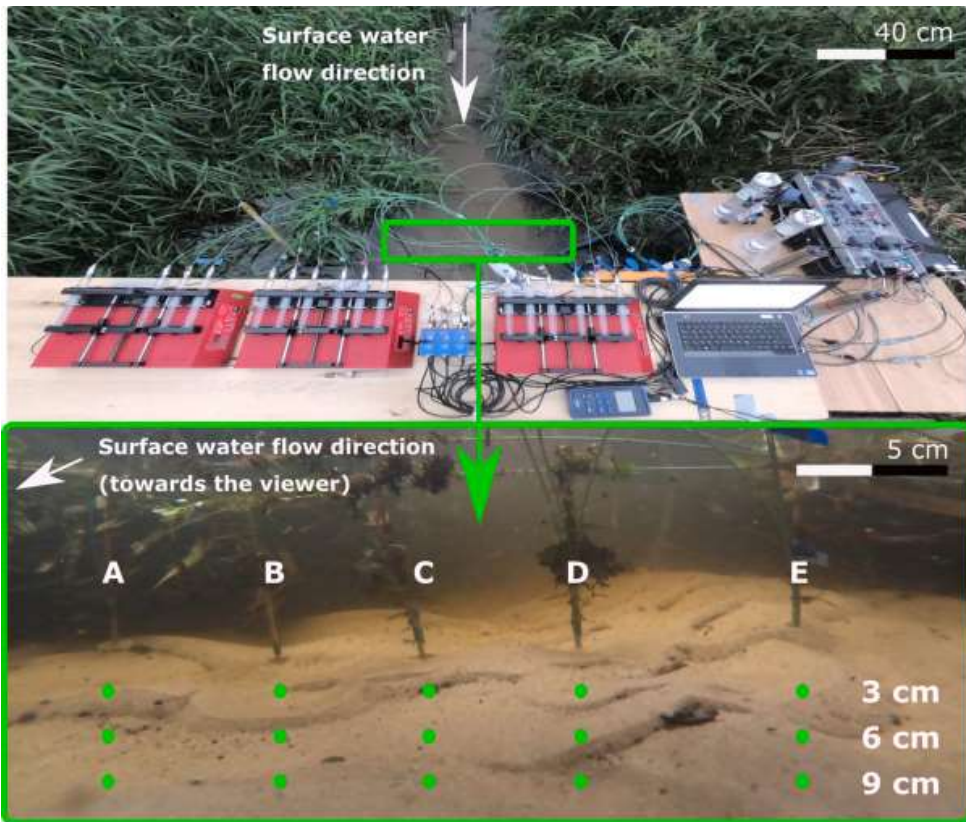 Surface water
flow direction
40 cm
Surface water flow direction
(towards the viewer)
5 cm
A B C D E
3 cm
6 cm
9 cm